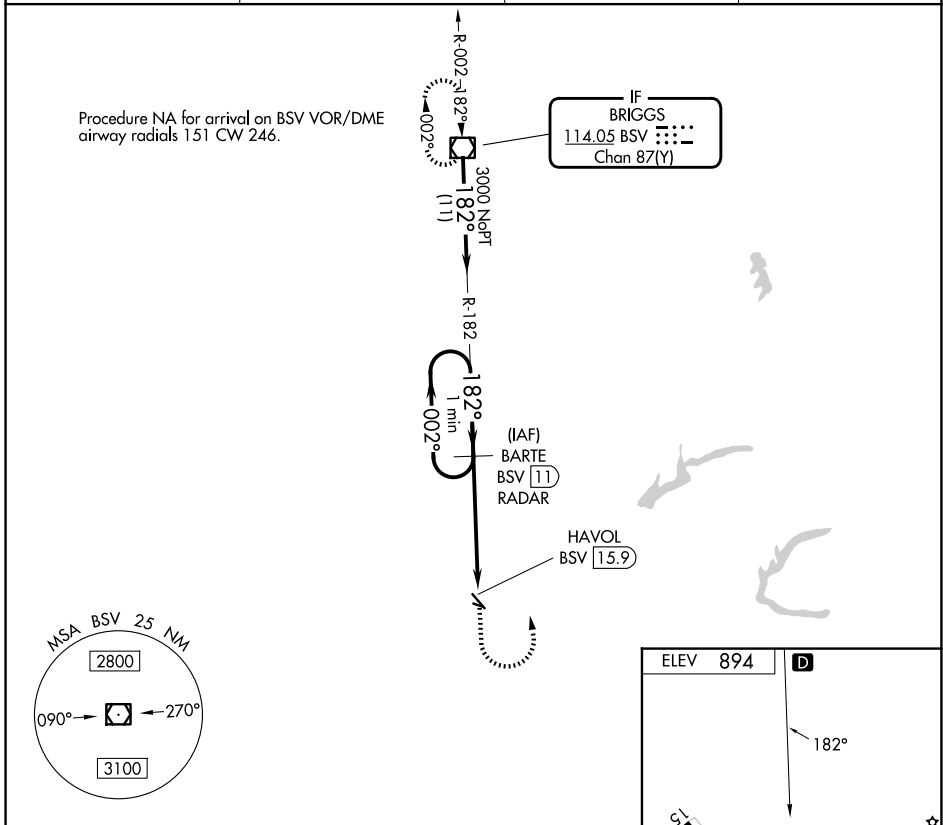 R-002
182°
002°
IF
BRIGGS
114.05 BSV
Chan 87(Y)
Procedure NA for arrival on BSV VOR/DME
airway radials 151 CW 246.
3000 NoPT
182°
(11)
R-182
182°
1 min
002°
(IAF)
BARTE
BSV 11
RADAR
HAVOL
BSV 15.9
MSA BSV 25 NM
2800
090°
270°
3100
ELEV 894 D
182°
15